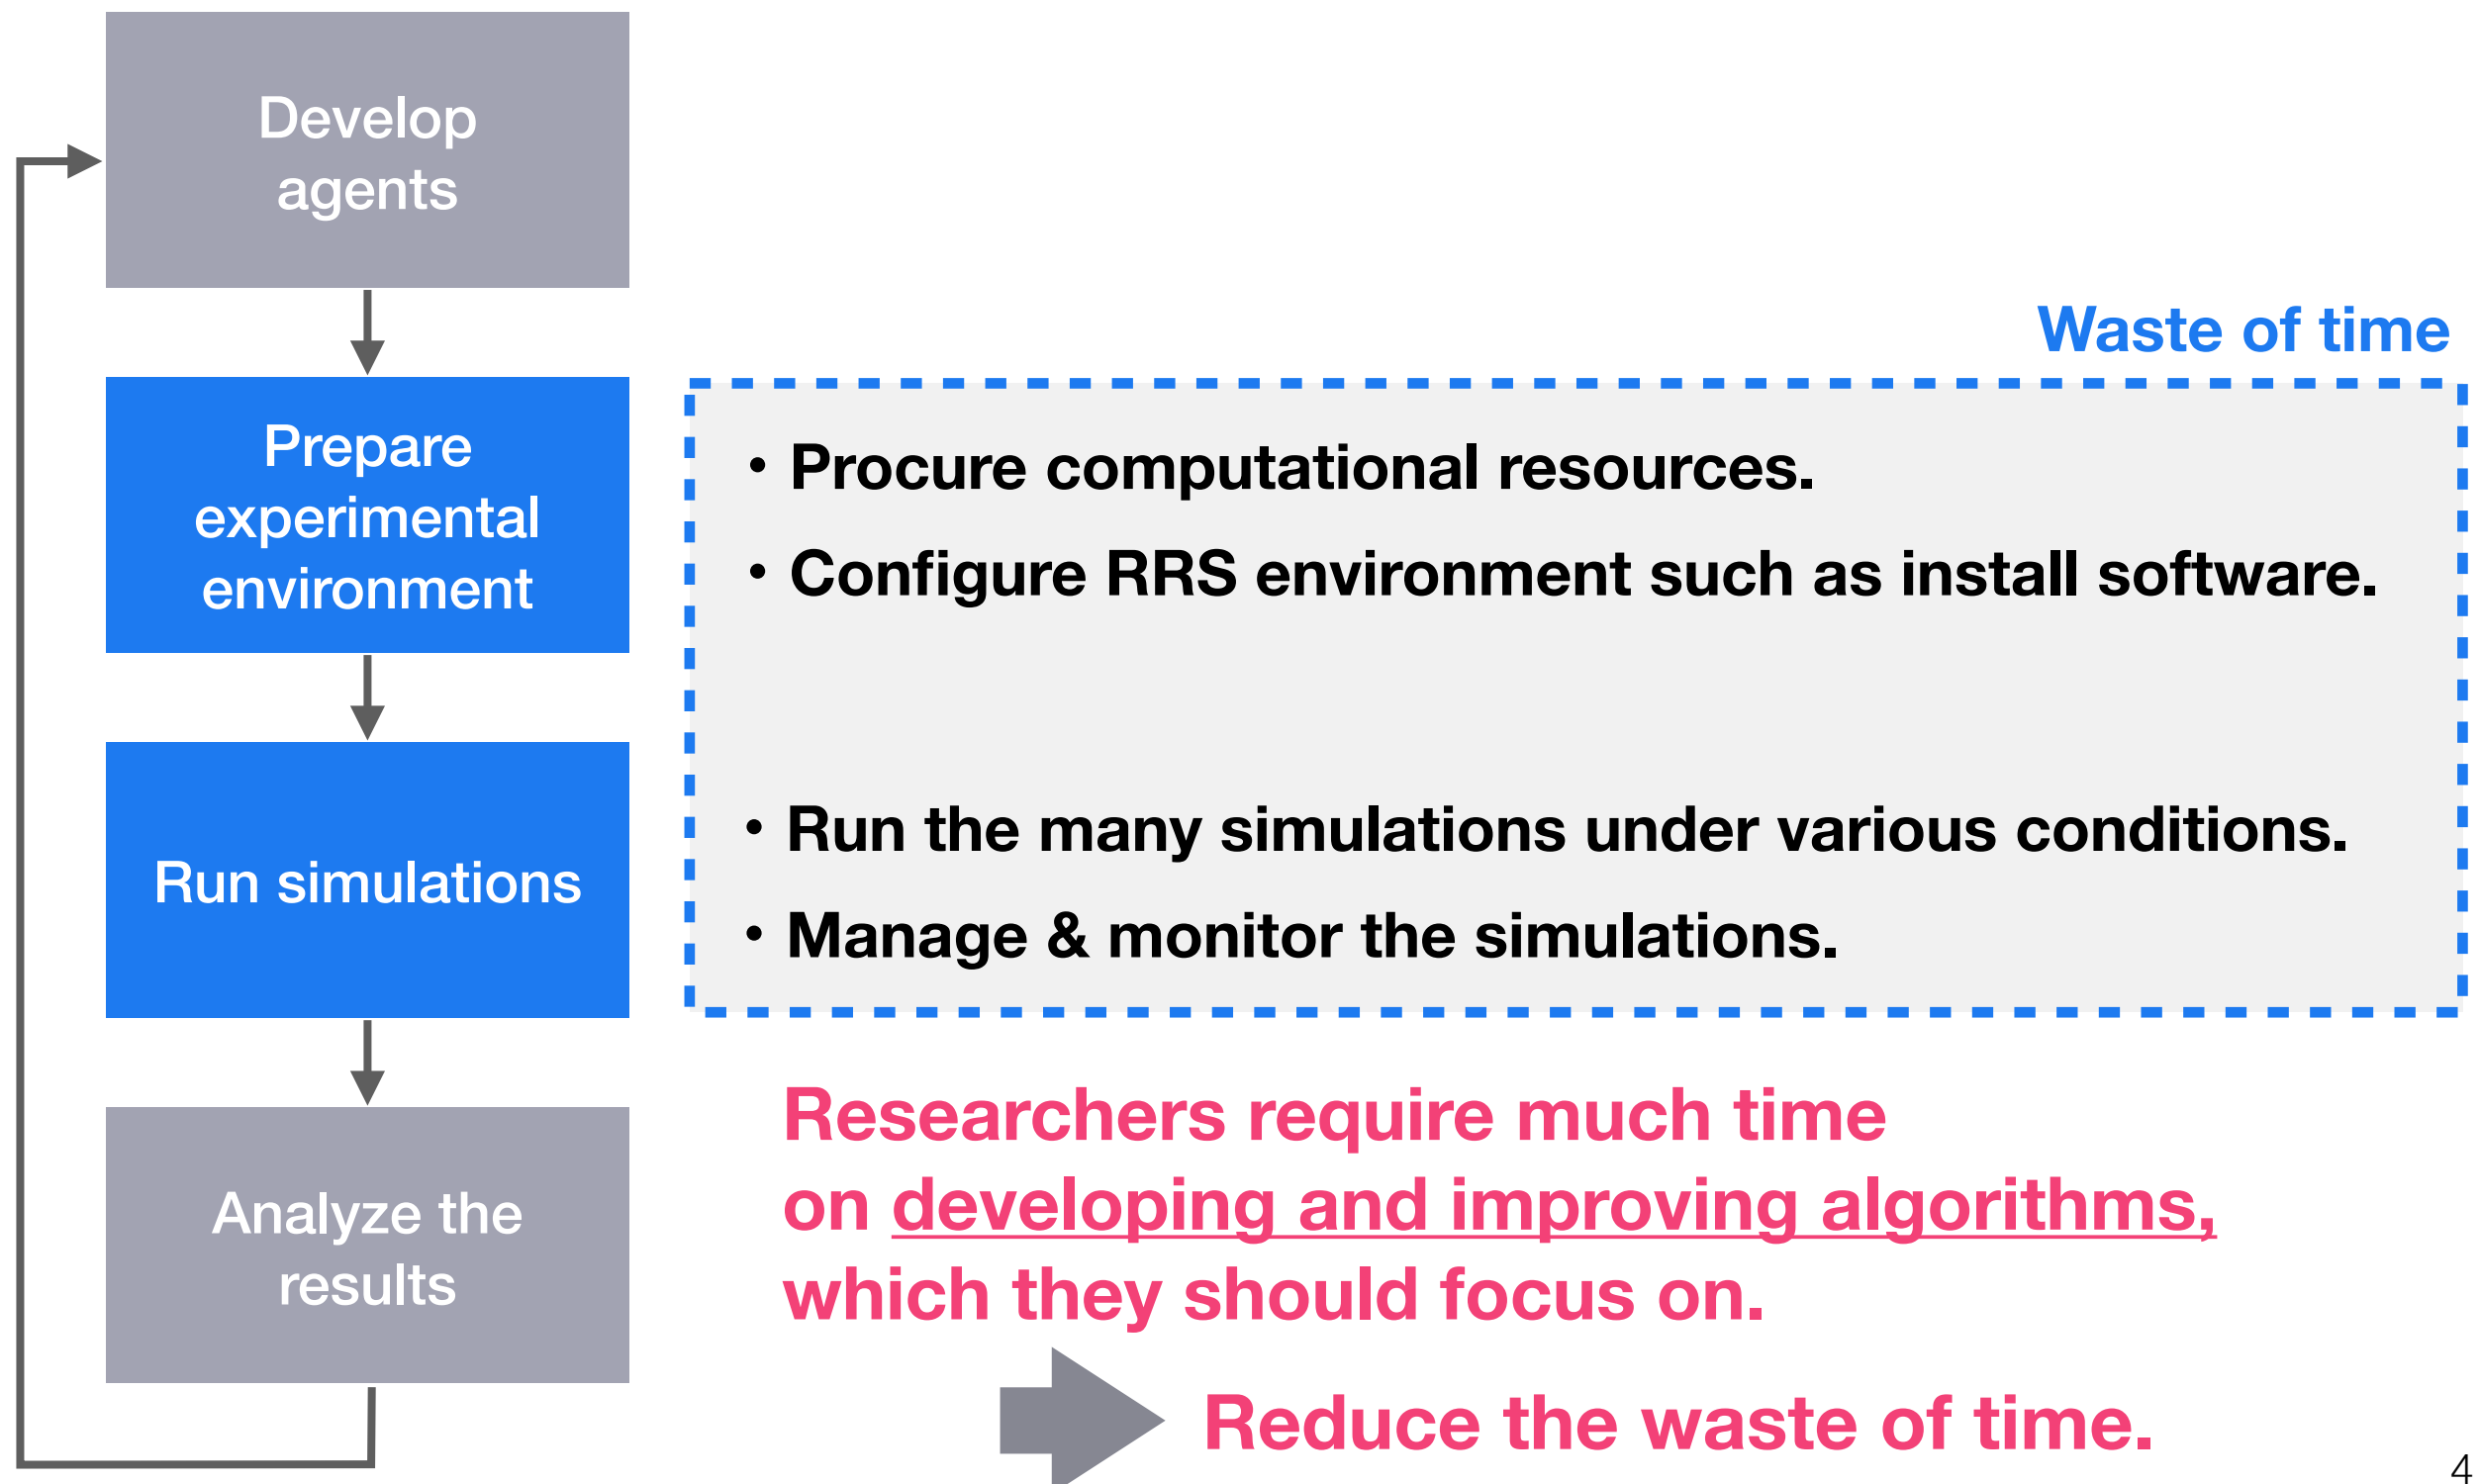 Develop
agents
Prepare
experimental
environment
Run simulations
Analyze the
results
Waste of time
• Procure computational resources.
• Configure RRS environment such as install software.
• Run the many simulations under various conditions.
• Manage & monitor the simulations.
Researchers require much time
on developing and improving algorithms,
which they should focus on.
Reduce the waste of time.
4